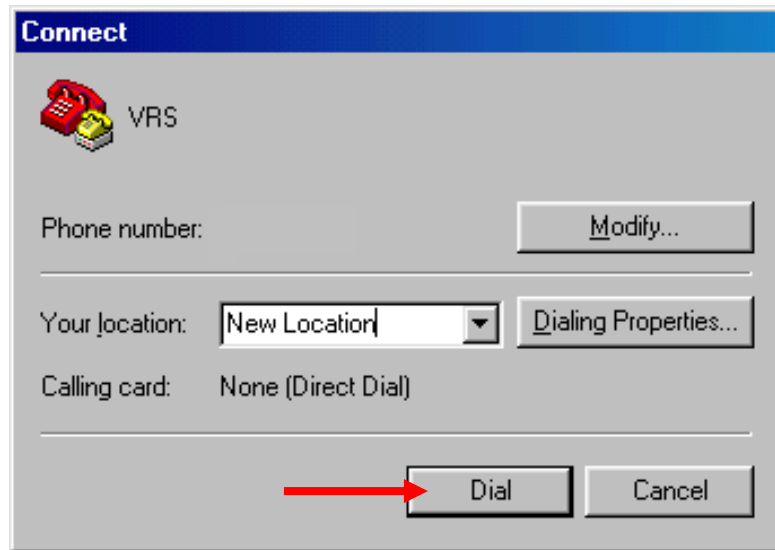 Connect
VRS
Phone number:
Modify...
Your location: New Location Dialing Properties...
Calling card: None (Direct Dial)
Dial Cancel